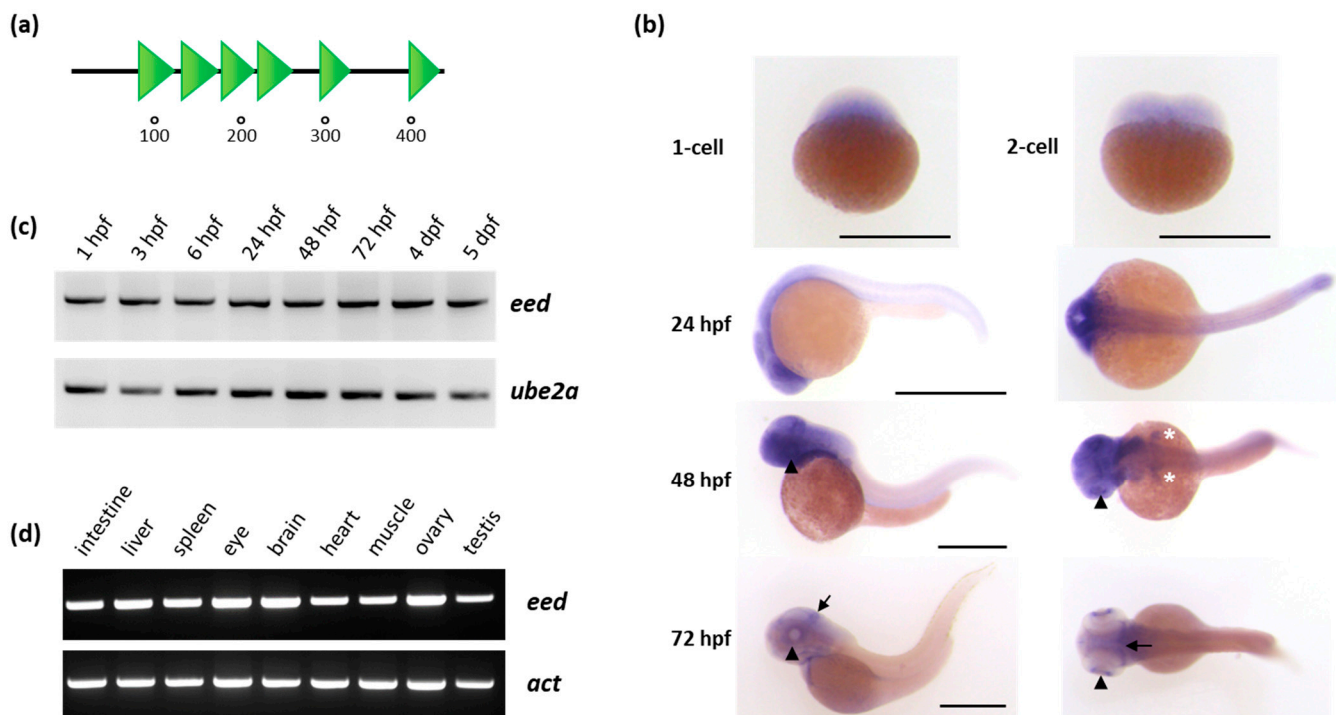 (a)
100 200 300 400
(b)
1-cell
2-cell
24 hpf
48 hpf
* *
72 hpf
(c)
1 hpf 3 hpf 6 hpf 24 hpf 48 hpf 72 hpf 4 dpf 5 dpf
eed
ube2a
(d)
intestine liver spleen eye brain heart muscle ovary testis
eed
act